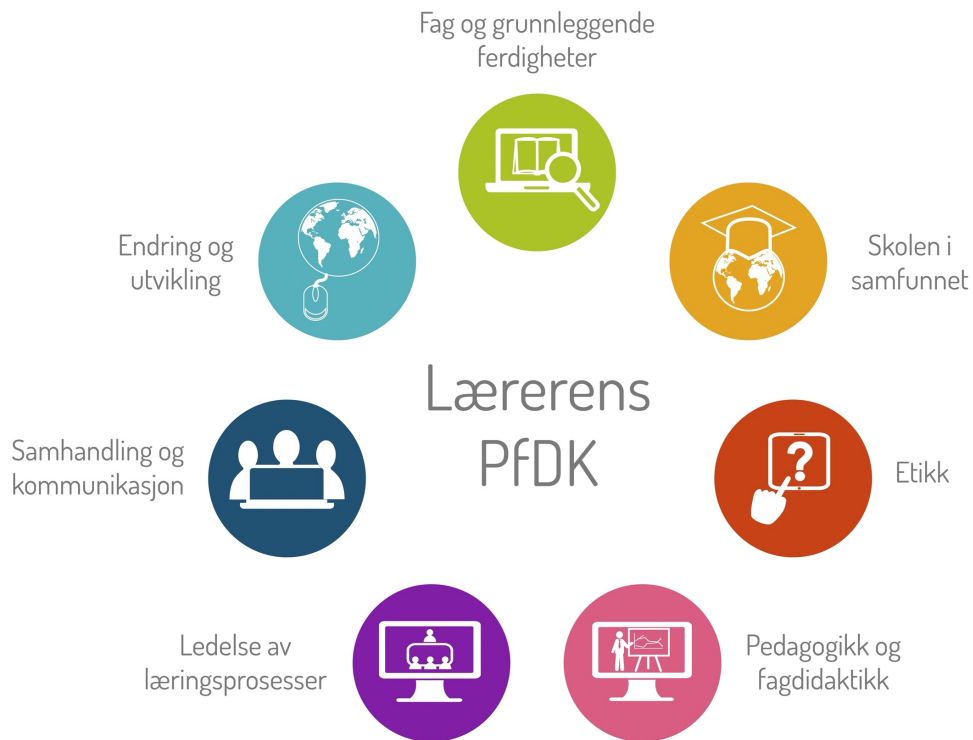 Fag og grunnleggende
ferdigheter
Endring og
utvikling
Skolen i
samfunnet
Lærerens
PfDK
Samhandling og
kommunikasjon
Etikk
Ledelse av
læringsprosesser
Pedagogikk og
fagdidaktikk
?